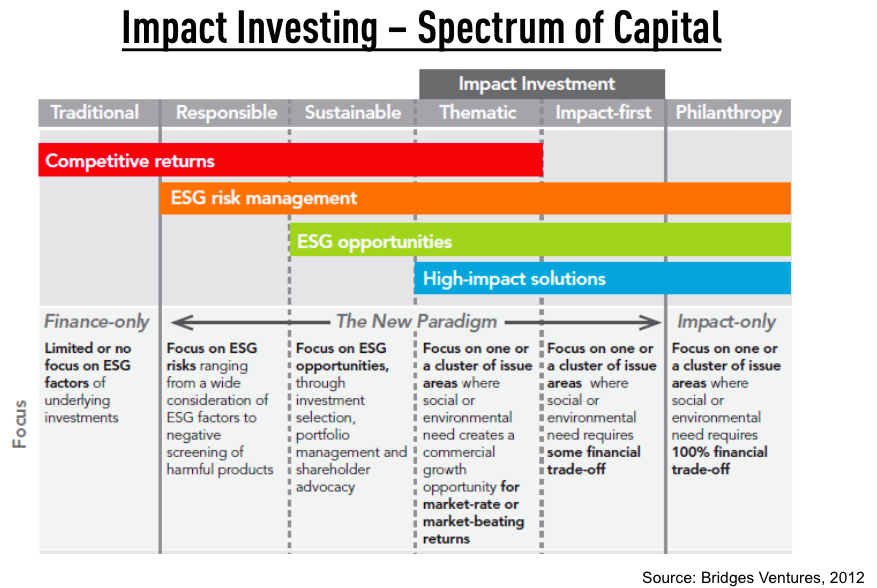 Impact Investing – Spectrum of Capital
Impact Investment
Traditional
Responsible
Sustainable
Thematic
Impact-first
Philanthropy
Competitive returns
ESG risk management
ESG opportunities
High-impact solutions
Finance-only
The New Paradigm
Impact-only
Focus
Limited or no
focus on ESG
factors of
underlying
investments
Focus on ESG
risks ranging
from a wide
consideration of
ESG factors to
negative
screening of
harmful products
Focus on ESG
opportunities,
through
investment
selection,
portfolio
management and
shareholder
advocacy
Focus on one or
a cluster of issue
areas where
social or
environmental
need creates a
commercial
growth
opportunity for
market-rate or
market-beating
returns
Focus on one or
a cluster of issue
areas where
social or
environmental
need requires
some financial
trade-off
Focus on one or
a cluster of issue
areas where
social or
environmental
need requires
100% financial
trade-off
Source: Bridges Ventures, 2012